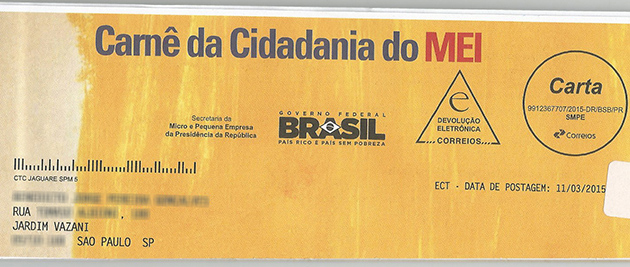 Carnê da Cidadania do MEI
Secretaria da
Micro e Pequena Empresa
da Presidência da República
GOVERNO FEDERAL
BRASIL
PAÍS RICO É PAÍS SEM POBREZA
e
DEVOLUÇÃO
ELETRÔNICA
CORREIOS
Carta
9912367707/2015-DR/BSB/PR
SMPE
Correios
CTC JAGUARE SPM 5
ECT - DATA DE POSTAGEM: 11/03/2015
RUA
JARDIM VAZANI
SAO PAULO SP